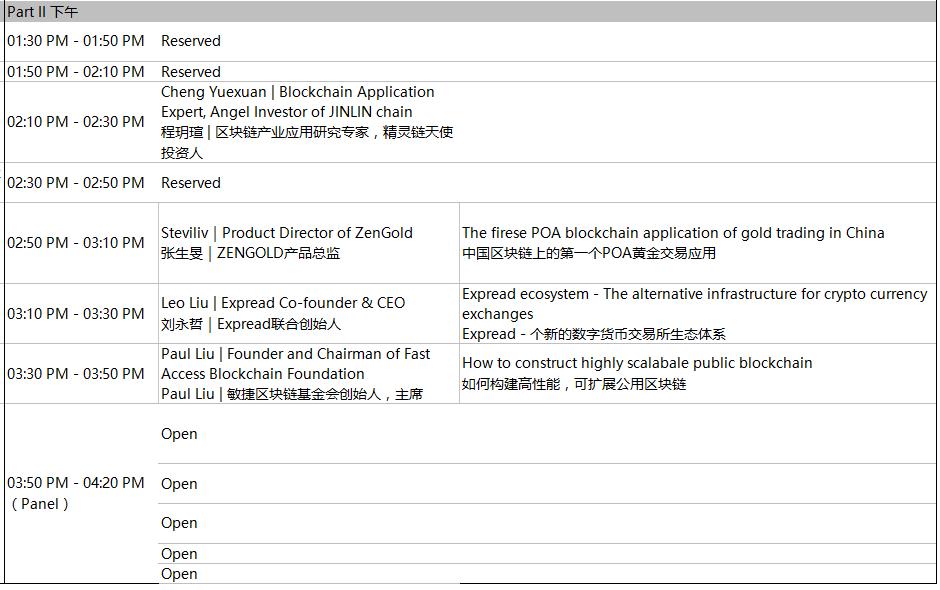 Part II 下午
01:30 PM - 01:50 PM Reserved
01:50 PM - 02:10 PM Reserved
02:10 PM - 02:30 PM
Cheng Yuexuan | Blockchain Application
Expert, Angel Investor of JINLIN chain
程玥瑄 | 区块链产业应用研究专家，精灵链天使
投资人
02:30 PM - 02:50 PM Reserved
02:50 PM - 03:10 PM
Steviliv | Product Director of ZenGold
张生旻 | ZENGOLD产品总监
The firese POA blockchain application of gold trading in China
中国区块链上的第一个POA黄金交易应用
03:10 PM - 03:30 PM
Leo Liu | Expread Co-founder & CEO
刘永哲 | Expread联合创始人
Expread ecosystem - The alternative infrastructure for crypto currency
exchanges
Expread - 个新的数字货币交易所生态体系
03:30 PM - 03:50 PM
Paul Liu | Founder and Chairman of Fast
Access Blockchain Foundation
Paul Liu | 敏捷区块链基金会创始人，主席
How to construct highly scalabale public blockchain
如何构建高性能，可扩展公用区块链
03:50 PM - 04:20 PM
（Panel）
Open
Open
Open
Open
Open